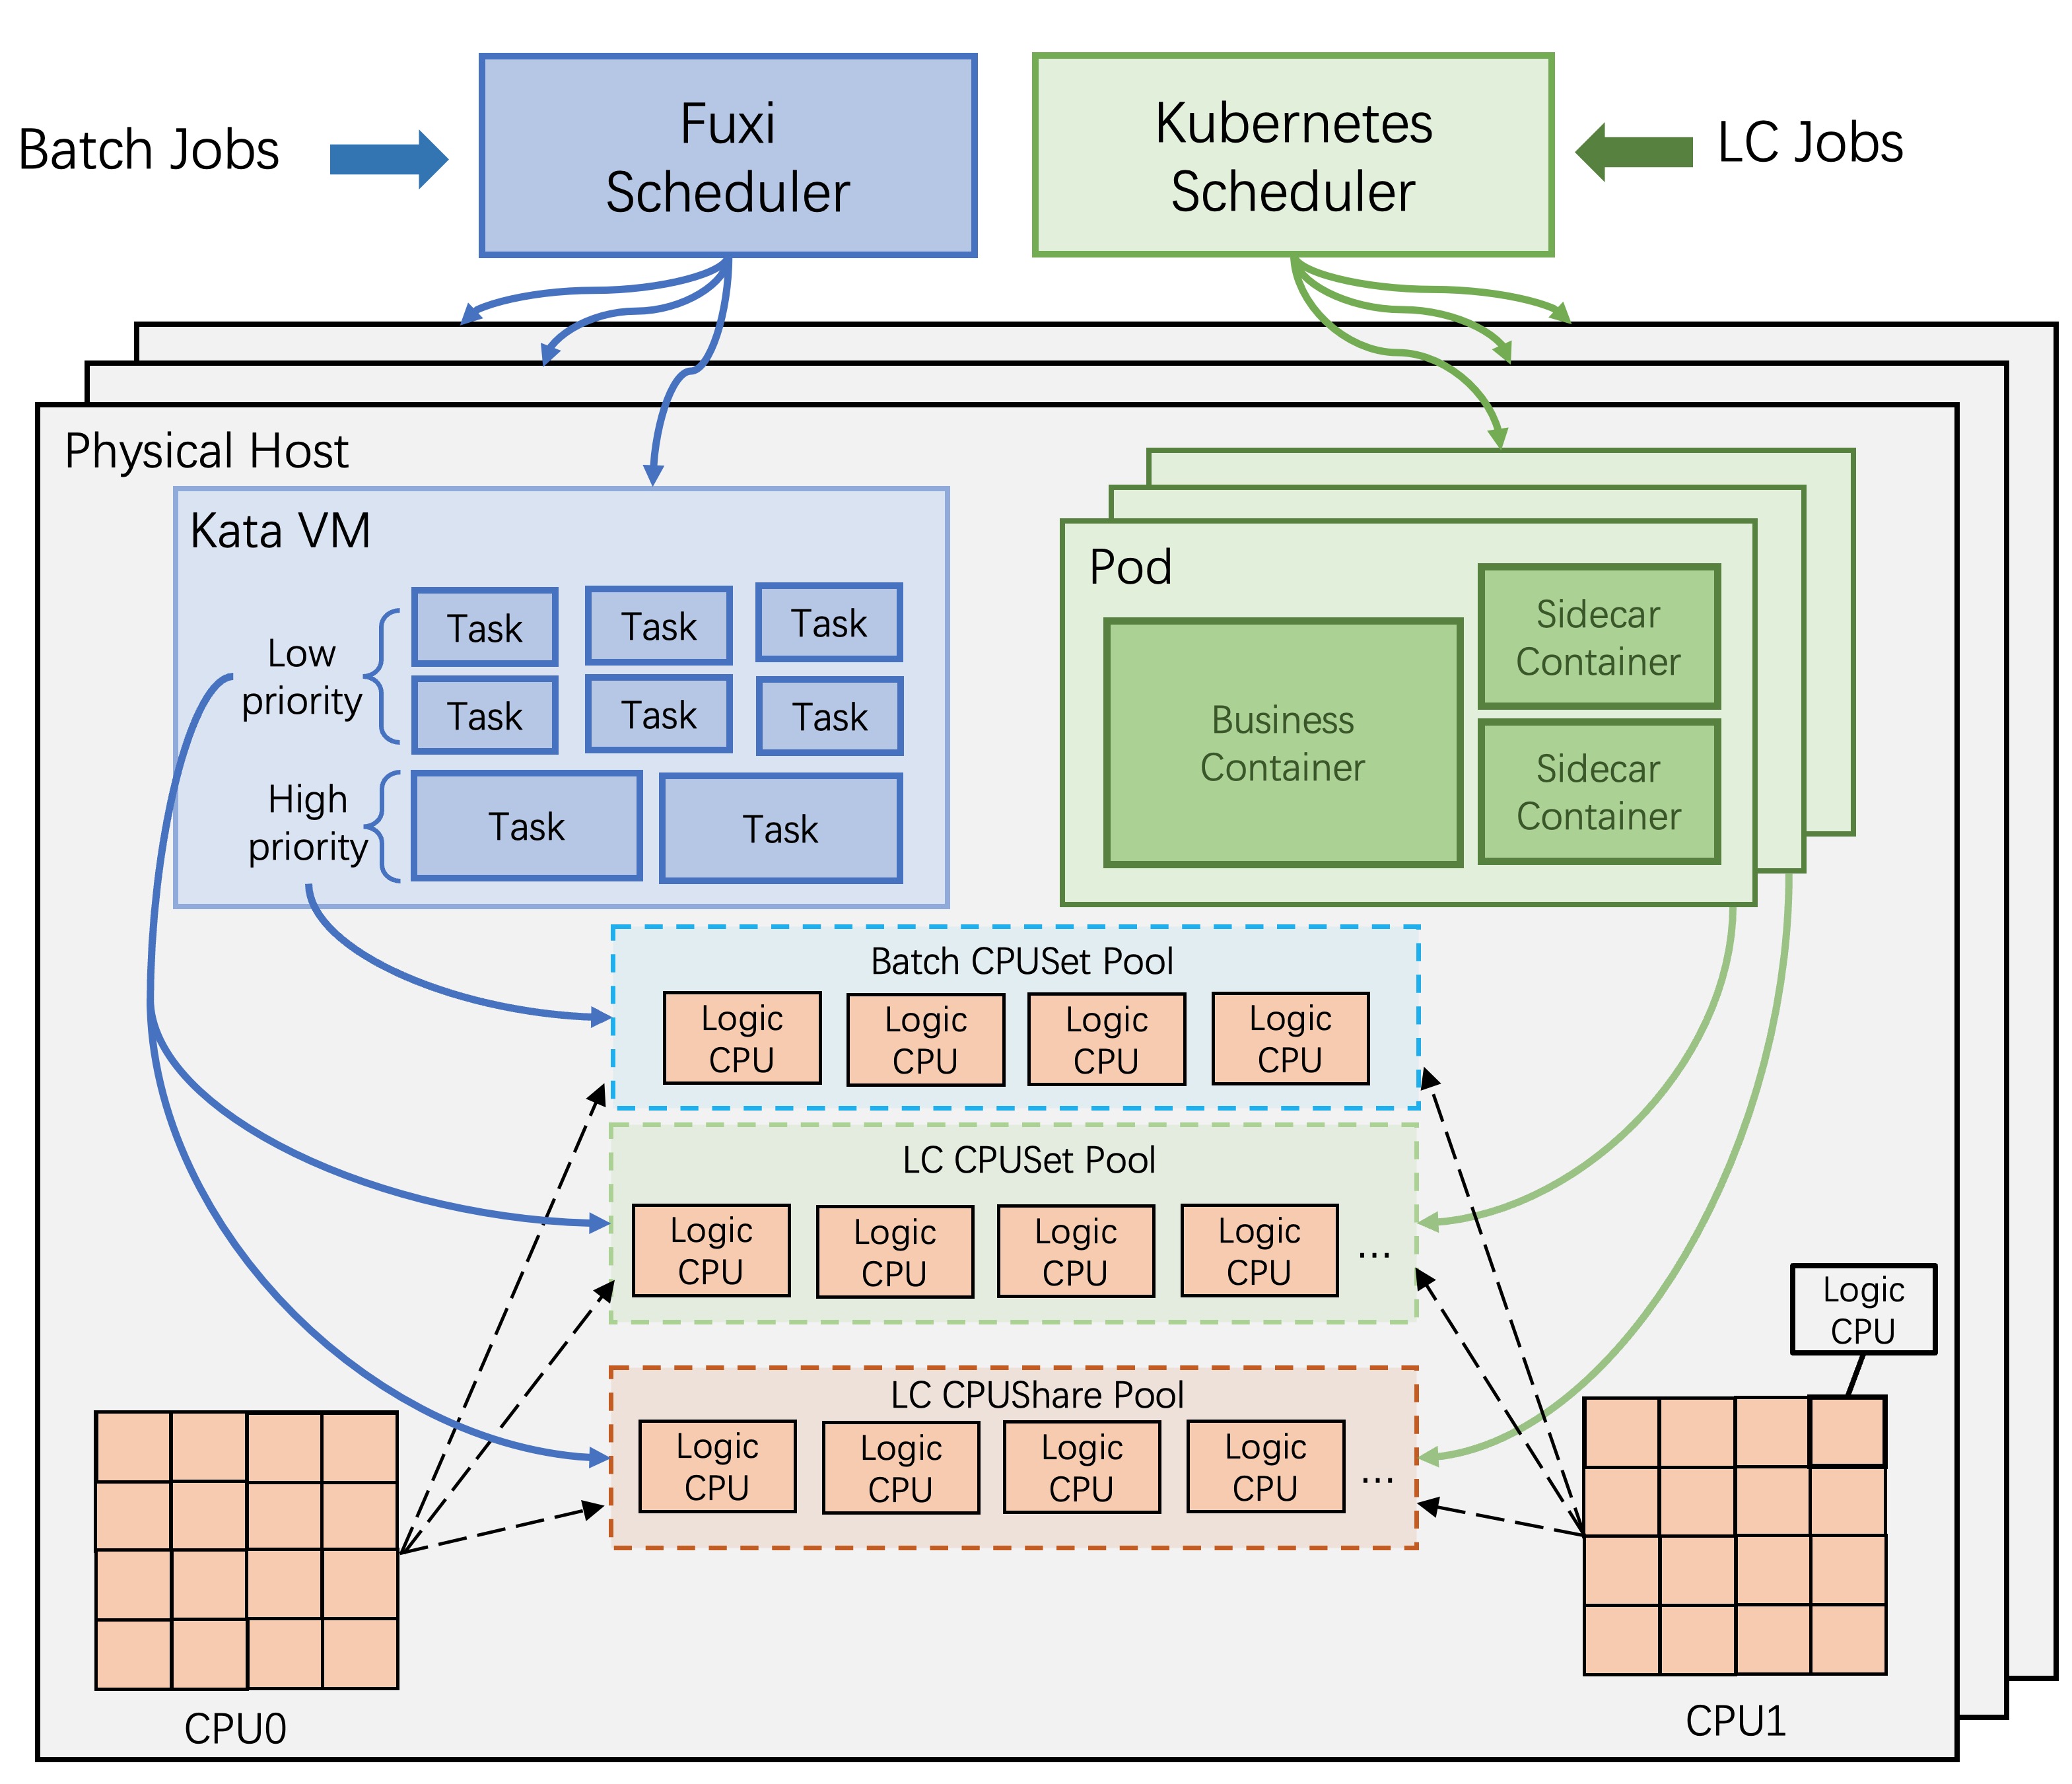 Batch Jobs
Fuxi
Scheduler
Kubernetes
Scheduler
LC Jobs
Physical Host
Kata VM
Low
priority
Task
Task
Task
Task
Task
Task
High
priority
Task
Task
Pod
Business
Container
Sidecar
Container
Sidecar
Container
Batch CPUSet Pool
Logic
CPU
Logic
CPU
Logic
CPU
Logic
CPU
LC CPUSet Pool
Logic
CPU
Logic
CPU
Logic
CPU
Logic
CPU
...
LC CPUShare Pool
Logic
CPU
Logic
CPU
Logic
CPU
Logic
CPU
...
Logic
CPU
CPU0
CPU1